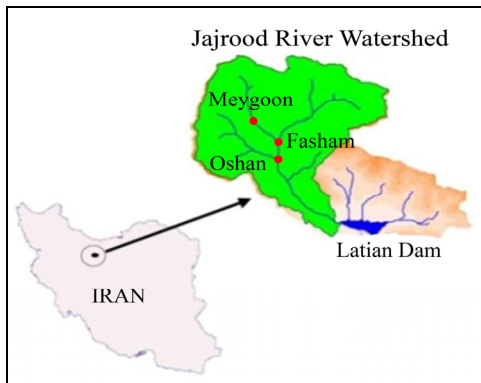 Jajrood River Watershed
Meygoon
Fasham
Oshan
Latian Dam
IRAN